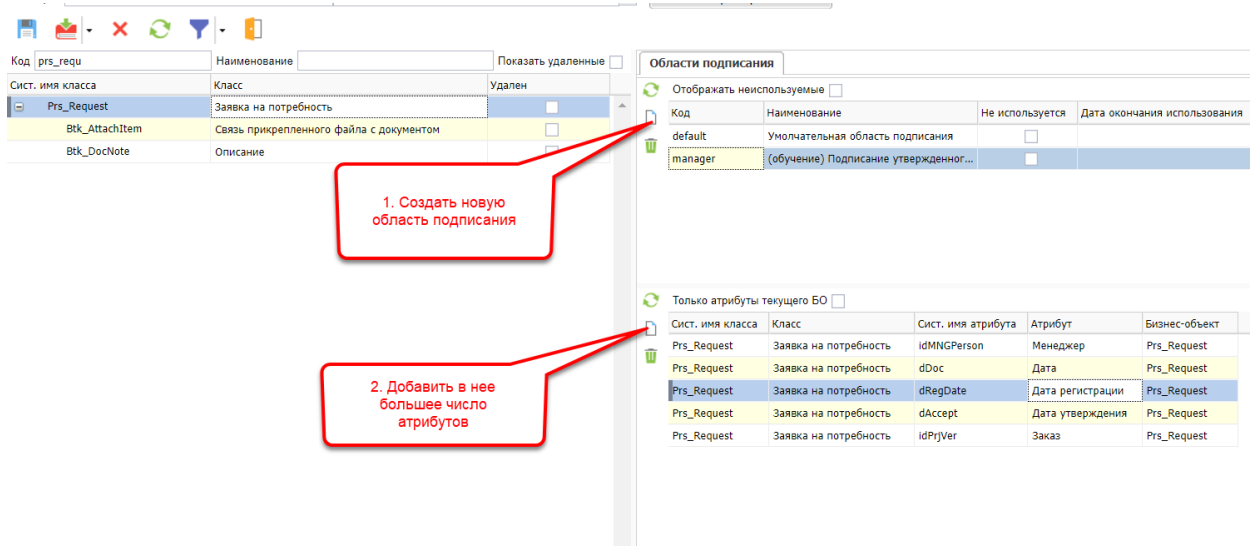 Код prs_requ Наименование Показать удаленные
Сист. имя класса Класс Удален
Prs_Request Заявка на потребность
Btk_AttachItem Связь прикрепленного файла с документом
Btk_DocNote Описание
1. Создать новую
область подписания
2. Добавить в нее
большее число
атрибутов
Области подписания
Отображать неиспользуемые
Код Наименование Не используется Дата окончания использования
default Умолчательная область подписания
manager (обучение) Подписание утвержденног...
Только атрибуты текущего БО
Сист. имя класса Класс Сист. имя атрибута Атрибут Бизнес-объект
Prs_Request Заявка на потребность idMNGPerson Менеджер Prs_Request
Prs_Request Заявка на потребность dDoc Дата Prs_Request
Prs_Request Заявка на потребность dRegDate Дата регистрации Prs_Request
Prs_Request Заявка на потребность dAccept Дата утверждения Prs_Request
Prs_Request Заявка на потребность idPrjVer Заказ Prs_Request